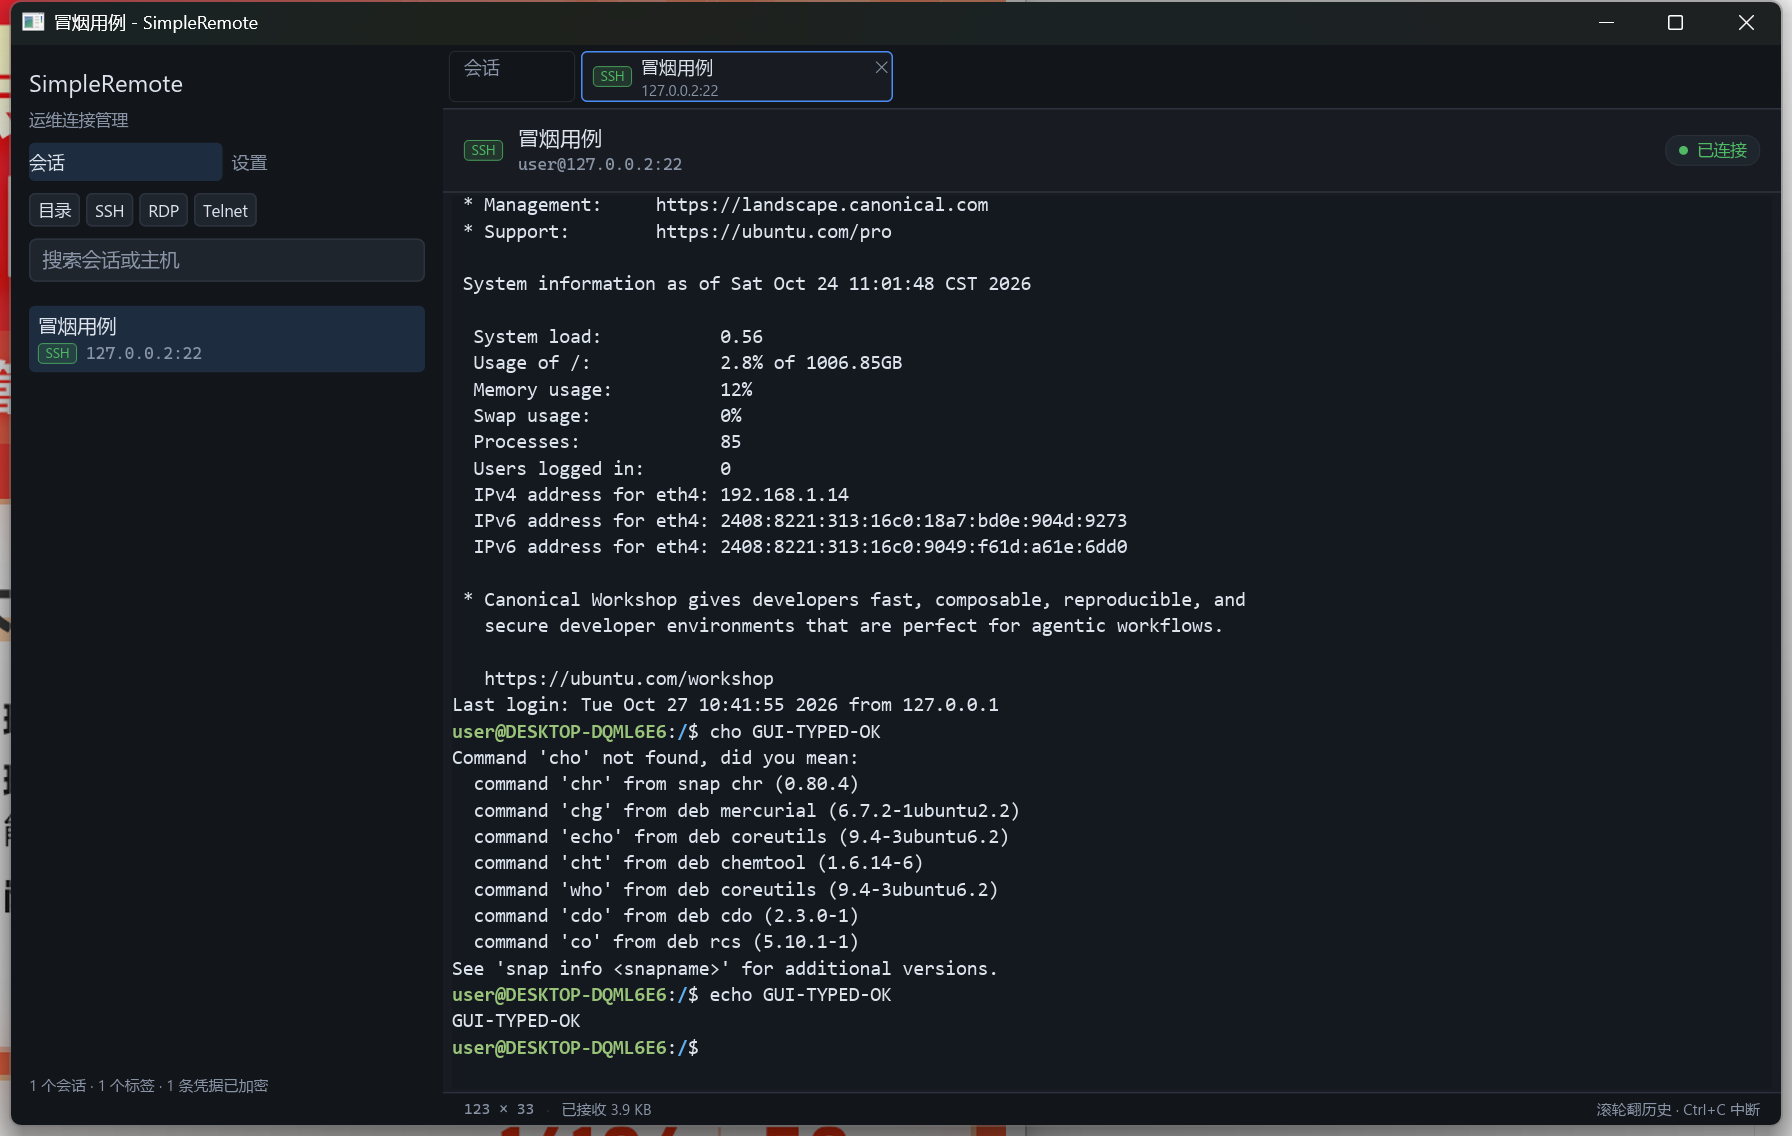 冒烟用例 - SimpleRemote
SimpleRemote
运维连接管理
会话 设置
目录 SSH RDP Telnet
搜索会话或主机
冒烟用例
SSH 127.0.0.2:22
1 个会话 · 1 个标签 · 1 条凭据已加密
会话
SSH 冒烟用例
127.0.0.2:22
SSH 冒烟用例
user@127.0.0.2:22
已连接
* Management:     https://landscape.canonical.com
* Support:        https://ubuntu.com/pro
System information as of Sat Oct 24 11:01:48 CST 2026
System load:           0.56
Usage of /:            2.8% of 1006.85GB
Memory usage:          12%
Swap usage:            0%
Processes:             85
Users logged in:       0
IPv4 address for eth4: 192.168.1.14
IPv6 address for eth4: 2408:8221:313:16c0:18a7:bd0e:904d:9273
IPv6 address for eth4: 2408:8221:313:16c0:9049:f61d:a61e:6dd0
* Canonical Workshop gives developers fast, composable, reproducible, and
secure developer environments that are perfect for agentic workflows.
https://ubuntu.com/workshop
Last login: Tue Oct 27 10:41:55 2026 from 127.0.0.1
user@DESKTOP-DQML6E6:/$ cho GUI-TYPED-OK
Command 'cho' not found, did you mean:
command 'chr' from snap chr (0.80.4)
command 'chg' from deb mercurial (6.7.2-1ubuntu2.2)
command 'echo' from deb coreutils (9.4-3ubuntu6.2)
command 'cht' from deb chemtool (1.6.14-6)
command 'who' from deb coreutils (9.4-3ubuntu6.2)
command 'cdo' from deb cdo (2.3.0-1)
command 'co' from deb rcs (5.10.1-1)
See 'snap info <snapname>' for additional versions.
user@DESKTOP-DQML6E6:/$ echo GUI-TYPED-OK
GUI-TYPED-OK
user@DESKTOP-DQML6E6:/$
123 × 33 · 已接收 3.9 KB
滚轮翻历史 · Ctrl+C 中断